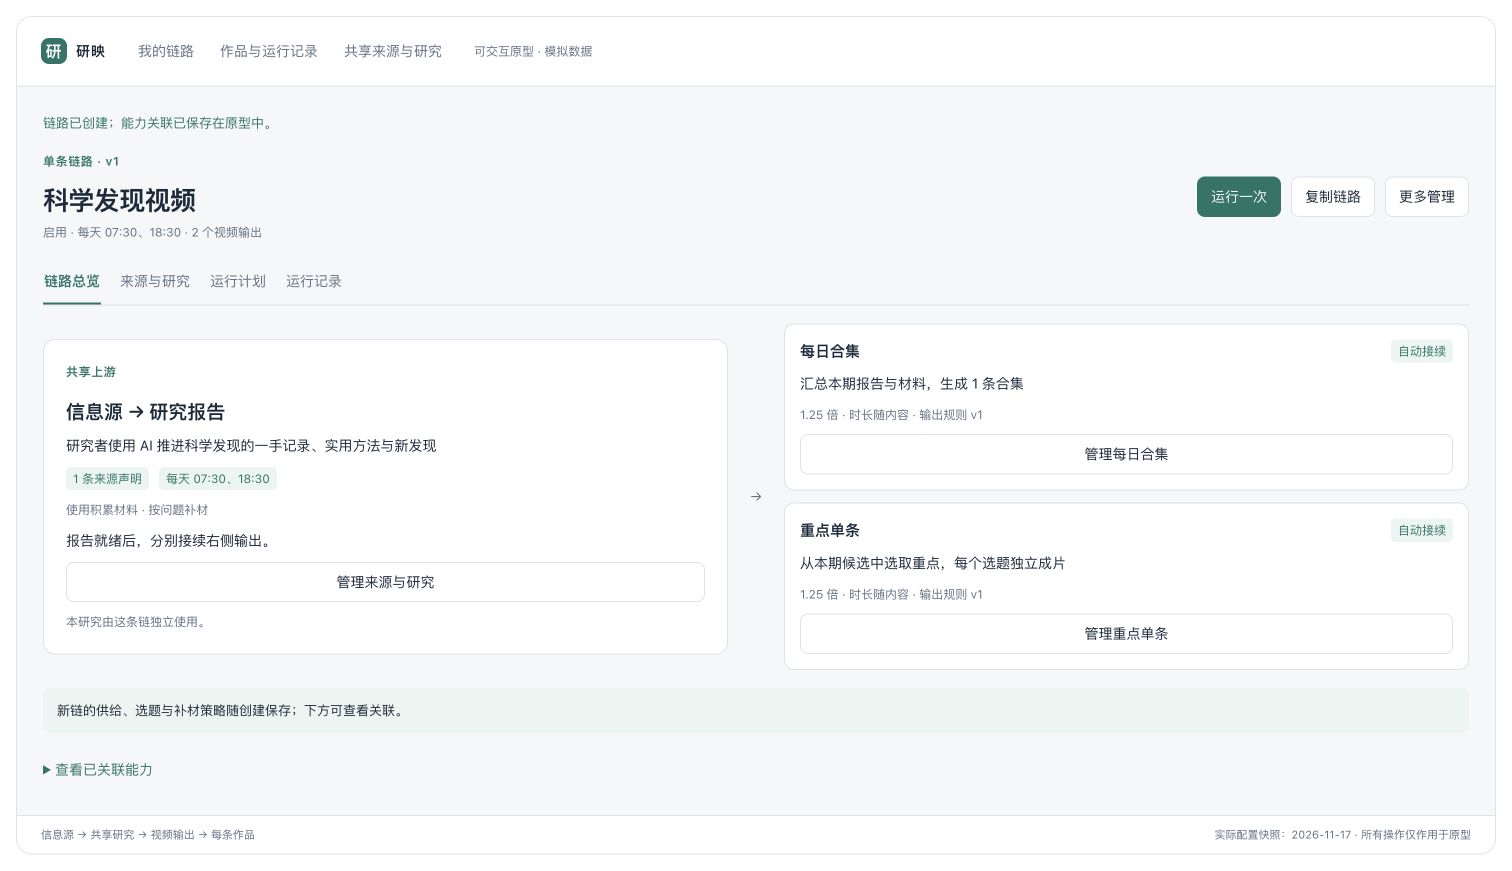 研 研映 我的链路 作品与运行记录 共享来源与研究 可交互原型 · 模拟数据
链路已创建；能力关联已保存在原型中。
单条链路 · v1
科学发现视频
启用 · 每天 07:30、18:30 · 2 个视频输出
运行一次 复制链路 更多管理
链路总览 来源与研究 运行计划 运行记录
共享上游
信息源 → 研究报告
研究者使用 AI 推进科学发现的一手记录、实用方法与新发现
1 条来源声明 每天 07:30、18:30
使用积累材料 · 按问题补材
报告就绪后，分别接续右侧输出。
管理来源与研究
本研究由这条链独立使用。
→
每日合集 自动接续
汇总本期报告与材料，生成 1 条合集
1.25 倍 · 时长随内容 · 输出规则 v1
管理每日合集
重点单条 自动接续
从本期候选中选取重点，每个选题独立成片
1.25 倍 · 时长随内容 · 输出规则 v1
管理重点单条
新链的供给、选题与补材策略随创建保存；下方可查看关联。
▶ 查看已关联能力
信息源 → 共享研究 → 视频输出 → 每条作品
实际配置快照：2026-11-17 · 所有操作仅作用于原型